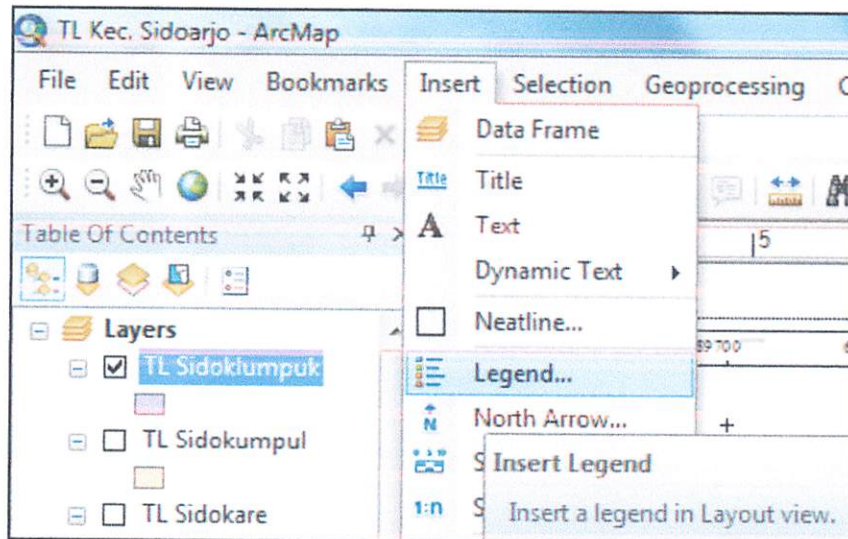 TL Kec. Sidoarjo - ArcMap
File Edit View Bookmarks Insert Selection Geoprocessing C
Data Frame
Title Title
A Text
Table Of Contents
5
Dynamic Text
Neatline...
Layers
TL Sidoklumpuk
Legend...
N North Arrow...
TL Sidokumpul
S Insert Legend
1:n S Insert a legend in Layout view.
TL Sidokare